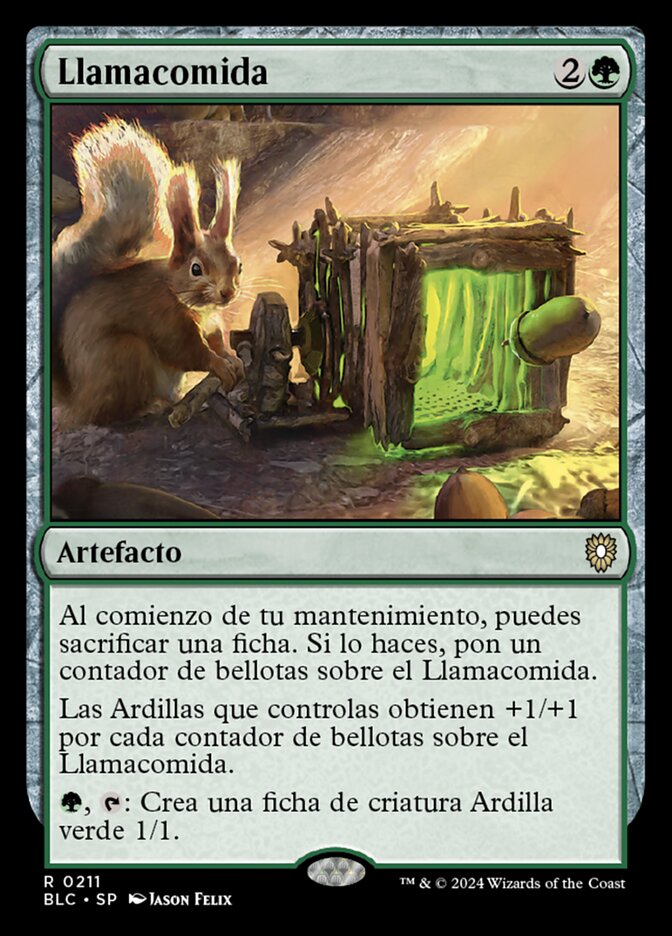 Llamacomida 2
Artefacto
Al comienzo de tu mantenimiento, puedes
sacrificar una ficha. Si lo haces, pon un
contador de bellotas sobre el Llamacomida.
Las Ardillas que controlas obtienen +1/+1
por cada contador de bellotas sobre el
Llamacomida.
, : Crea una ficha de criatura Ardilla
verde 1/1.
R 0211
BLC • SP JASON FELIX
™ & © 2024 Wizards of the Coast